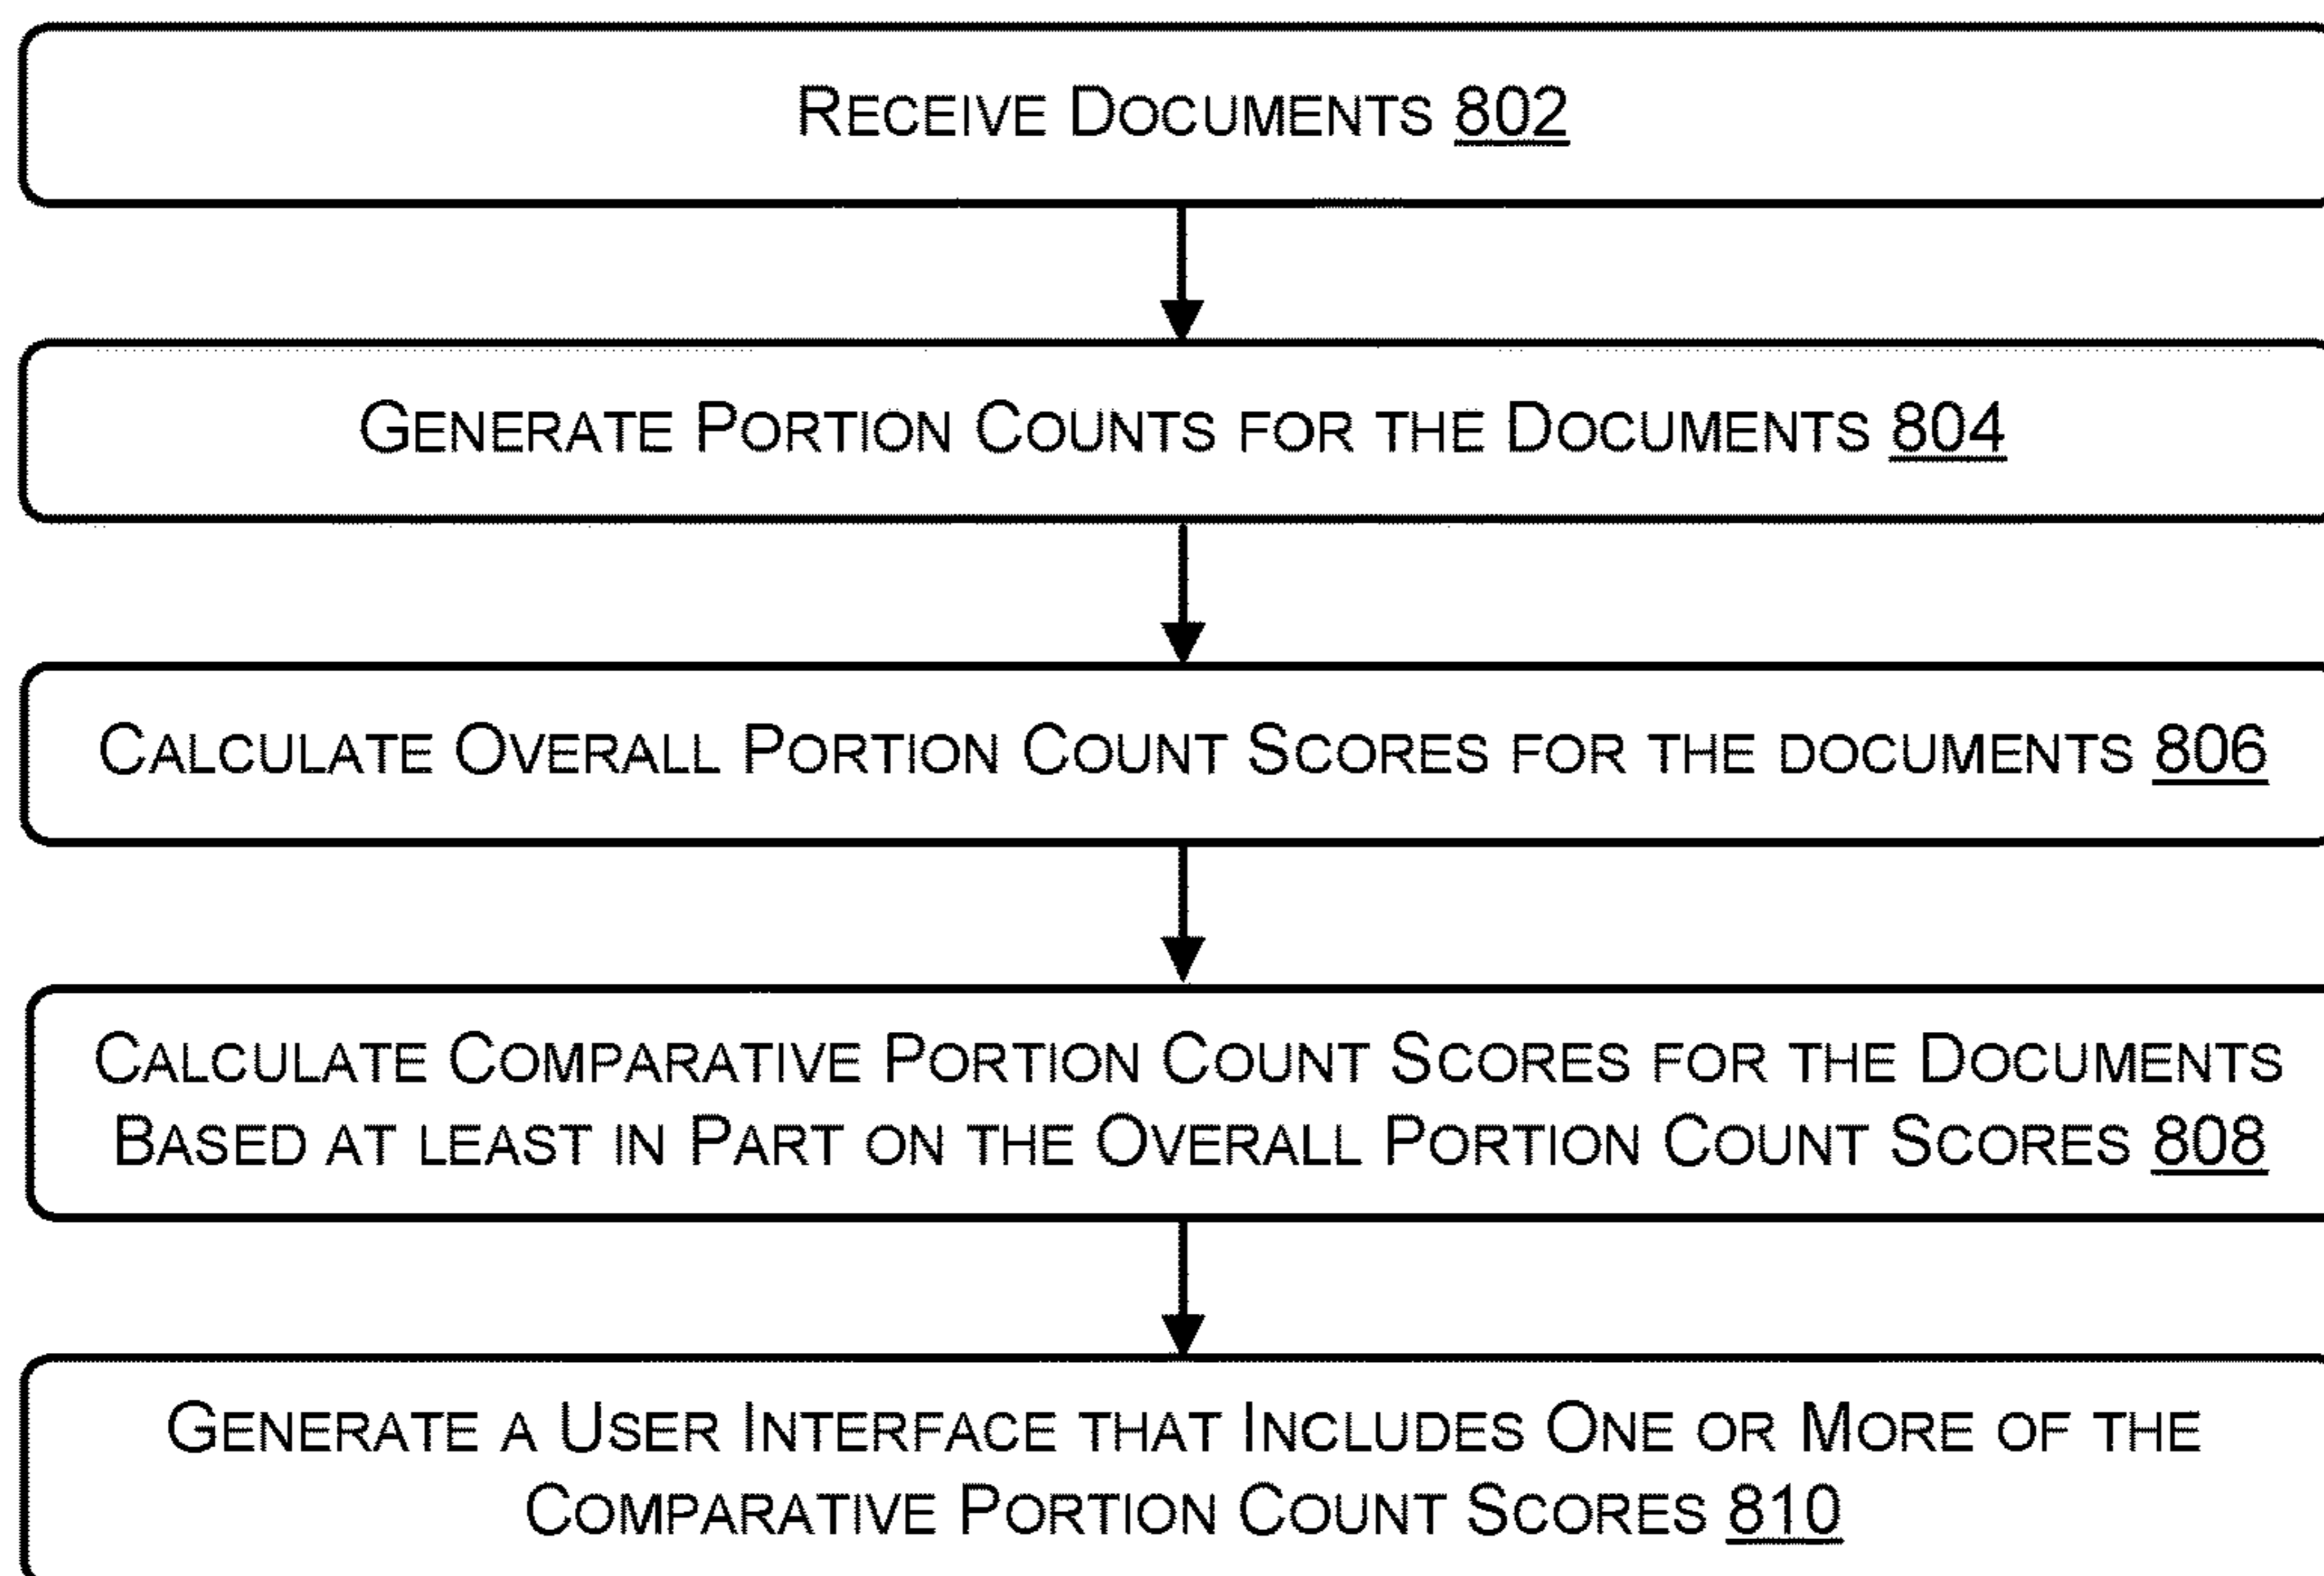 RECEIVE DOCUMENTS 802
GENERATE PORTION COUNTS FOR THE DOCUMENTS 804
CALCULATE OVERALL PORTION COUNT SCORES FOR THE DOCUMENTS 806
CALCULATE COMPARATIVE PORTION COUNT SCORES FOR THE DOCUMENTS
BASED AT LEAST IN PART ON THE OVERALL PORTION COUNT SCORES 808
GENERATE A USER INTERFACE THAT INCLUDES ONE OR MORE OF THE
COMPARATIVE PORTION COUNT SCORES 810